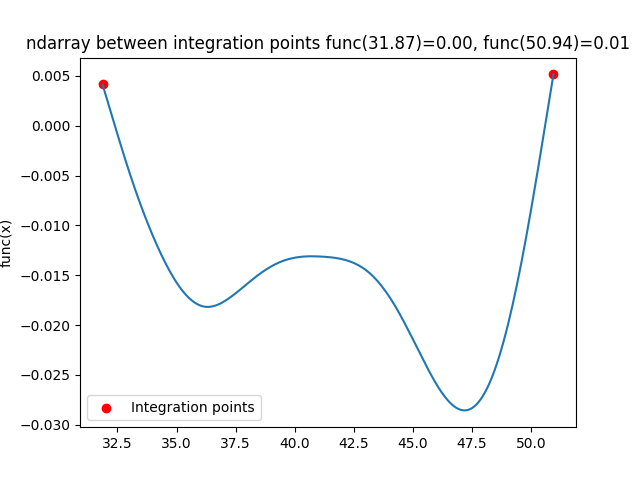 ndarray between integration points func(31.87)=0.00, func(50.94)=0.01
0.005
0.000
−0.005
−0.010
−0.015
−0.020
−0.025
−0.030
func(x)
Integration points
32.5 35.0 37.5 40.0 42.5 45.0 47.5 50.0